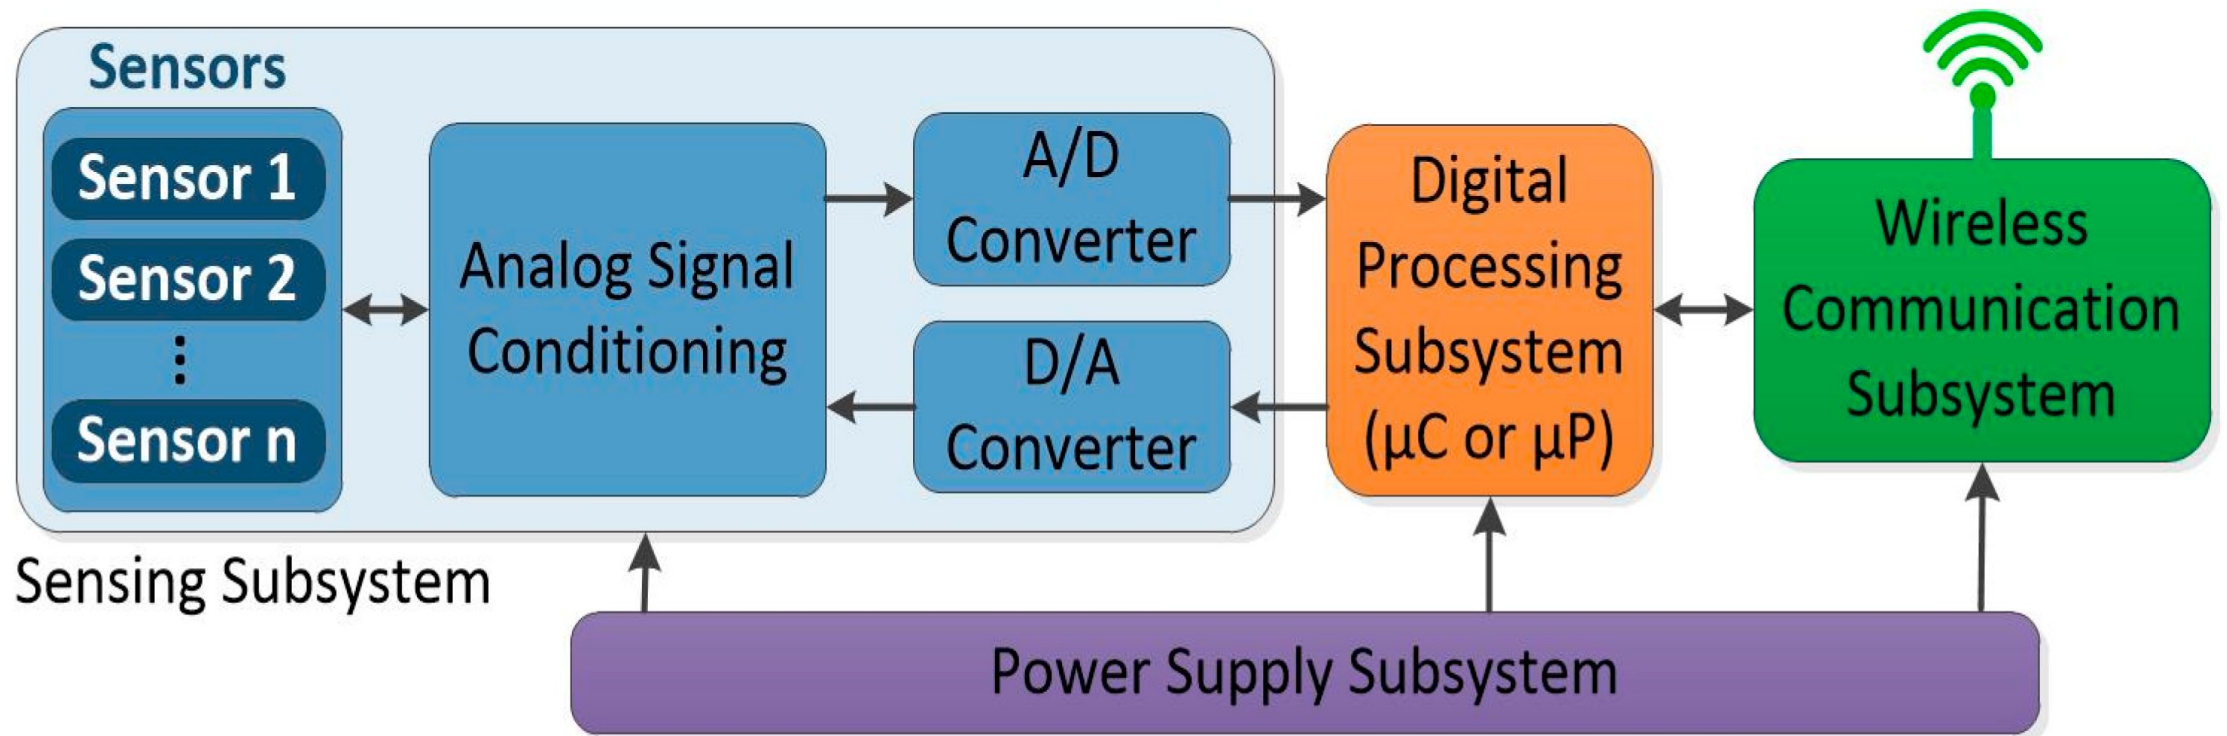 Sensors
Sensor 1
Sensor 2
⋮
Sensor n
Analog Signal
Conditioning
A/D
Converter
D/A
Converter
Digital
Processing
Subsystem
(µC or µP)
Wireless
Communication
Subsystem
Sensing Subsystem
Power Supply Subsystem